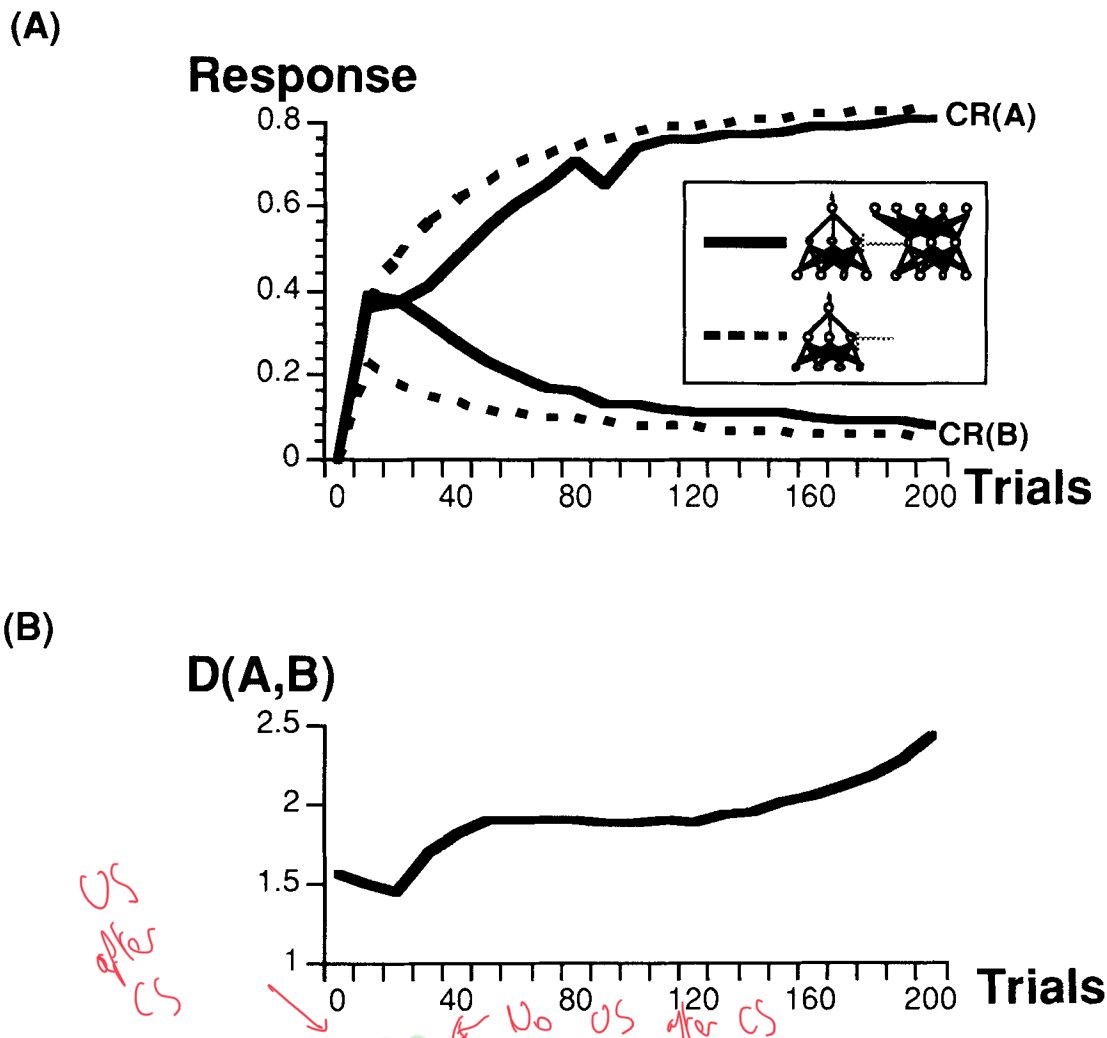 (A)
Response
0.8
0.6
0.4
0.2
0
CR(A)
CR(B)
0 40 80 120 160 200 Trials
(B)
D(A,B)
2.5
2
1.5
1
0 40 80 120 160 200 Trials
US
after
CS
No US after CS